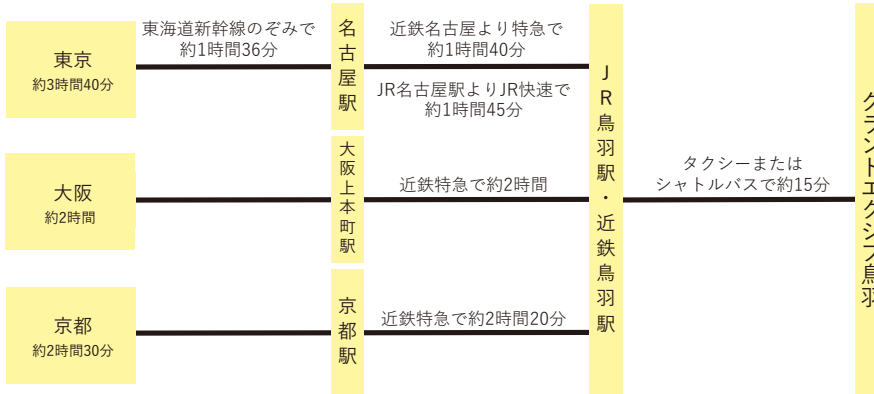 東京
約3時間40分
東海道新幹線のぞみで
約1時間36分
名古屋駅
近鉄名古屋より特急で
約1時間40分
JR名古屋駅よりJR快速で
約1時間45分
大阪
約2時間
大阪上本町駅
近鉄特急で約2時間
京都
約2時間30分
京都駅
近鉄特急で約2時間20分
JR鳥羽駅・近鉄鳥羽駅
タクシーまたは
シャトルバスで約15分
グランドエクシブ鳥羽